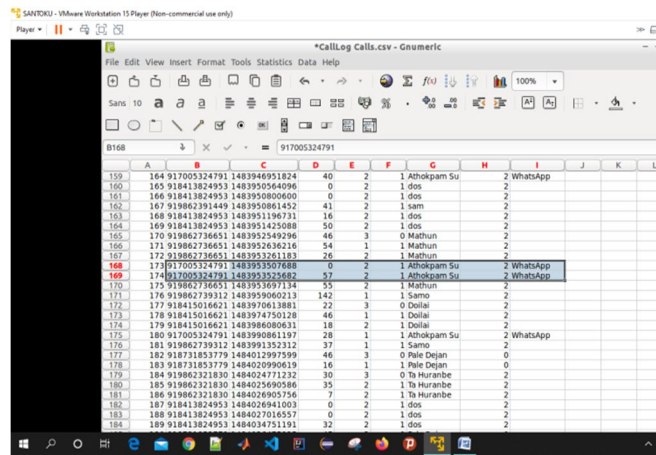 SANTOKU - VMware Workstation 15 Player (Non-commercial use only)
Player
*CallLog Calls.csv - Gnumeric
File Edit View Insert Format Tools Statistics Data Help
f(x) 100%
Sans 10 a a a
B168 = 917005324791
A B C D E F G H I J K L
159 164 917005324791 1483946951824 40 2 1 Athokpam Su 2 WhatsApp
160 165 918413824953 1483950564096 0 2 1 dos 2
161 166 918413824953 1483950800600 0 2 1 dos 2
162 167 919862391449 1483950861452 41 2 1 sam 2
163 168 918413824953 1483951196731 16 2 1 dos 2
164 169 918413824953 1483951425088 50 2 1 dos 2
165 170 919862736651 1483952549296 46 3 0 Mathun 2
166 171 919862736651 1483952636216 54 1 1 Mathun 2
167 172 919862736651 1483953261183 26 2 1 Mathun 2
168 173 917005324791 1483953507688 0 2 1 Athokpam Su 2 WhatsApp
169 174 917005324791 1483953525682 57 2 1 Athokpam Su 2 WhatsApp
170 175 919862736651 1483953697134 55 2 1 Mathun 2
171 176 919862739312 1483959060213 142 1 1 Samo 2
172 177 918415016621 1483970613881 22 3 0 Doilai 2
173 178 918415016621 1483974750128 46 1 1 Doilai 2
174 179 918415016621 1483986080631 18 2 1 Doilai 2
175 180 917005324791 1483990861197 28 1 1 Athokpam Su 2 WhatsApp
176 181 919862739312 1483991352312 37 1 1 Samo 2
177 182 918731853779 1484012997599 46 3 0 Pale Dejan 0
178 183 918731853779 1484020990619 16 1 1 Pale Dejan 0
179 184 919862321830 1484024771232 30 3 0 Ta Huranbe 2
180 185 919862321830 1484025690586 35 2 1 Ta Huranbe 2
181 186 919862321830 1484026905756 7 2 1 Ta Huranbe 2
182 187 918413824953 1484026941003 0 2 1 dos 2
183 188 918413824953 1484027016557 0 2 1 dos 2
184 189 918413824953 1484034751191 32 2 1 dos 2